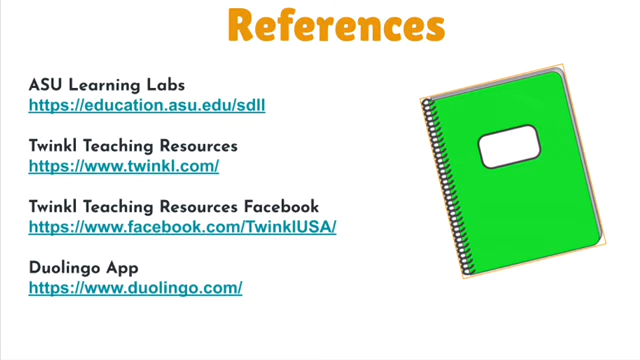 References
ASU Learning Labs
https://education.asu.edu/sdll
Twinkl Teaching Resources
https://www.twinkl.com/
Twinkl Teaching Resources Facebook
https://www.facebook.com/TwinklUSA/
Duolingo App
https://www.duolingo.com/